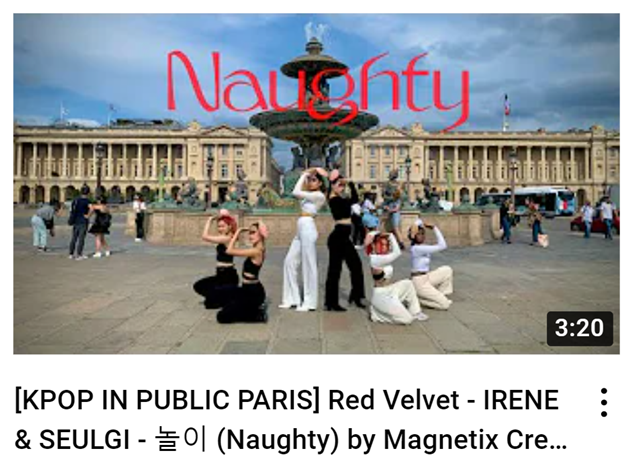 Naughty
3:20
[KPOP IN PUBLIC PARIS] Red Velvet - IRENE
& SEULGI - 놀이 (Naughty) by Magnetix Cre...